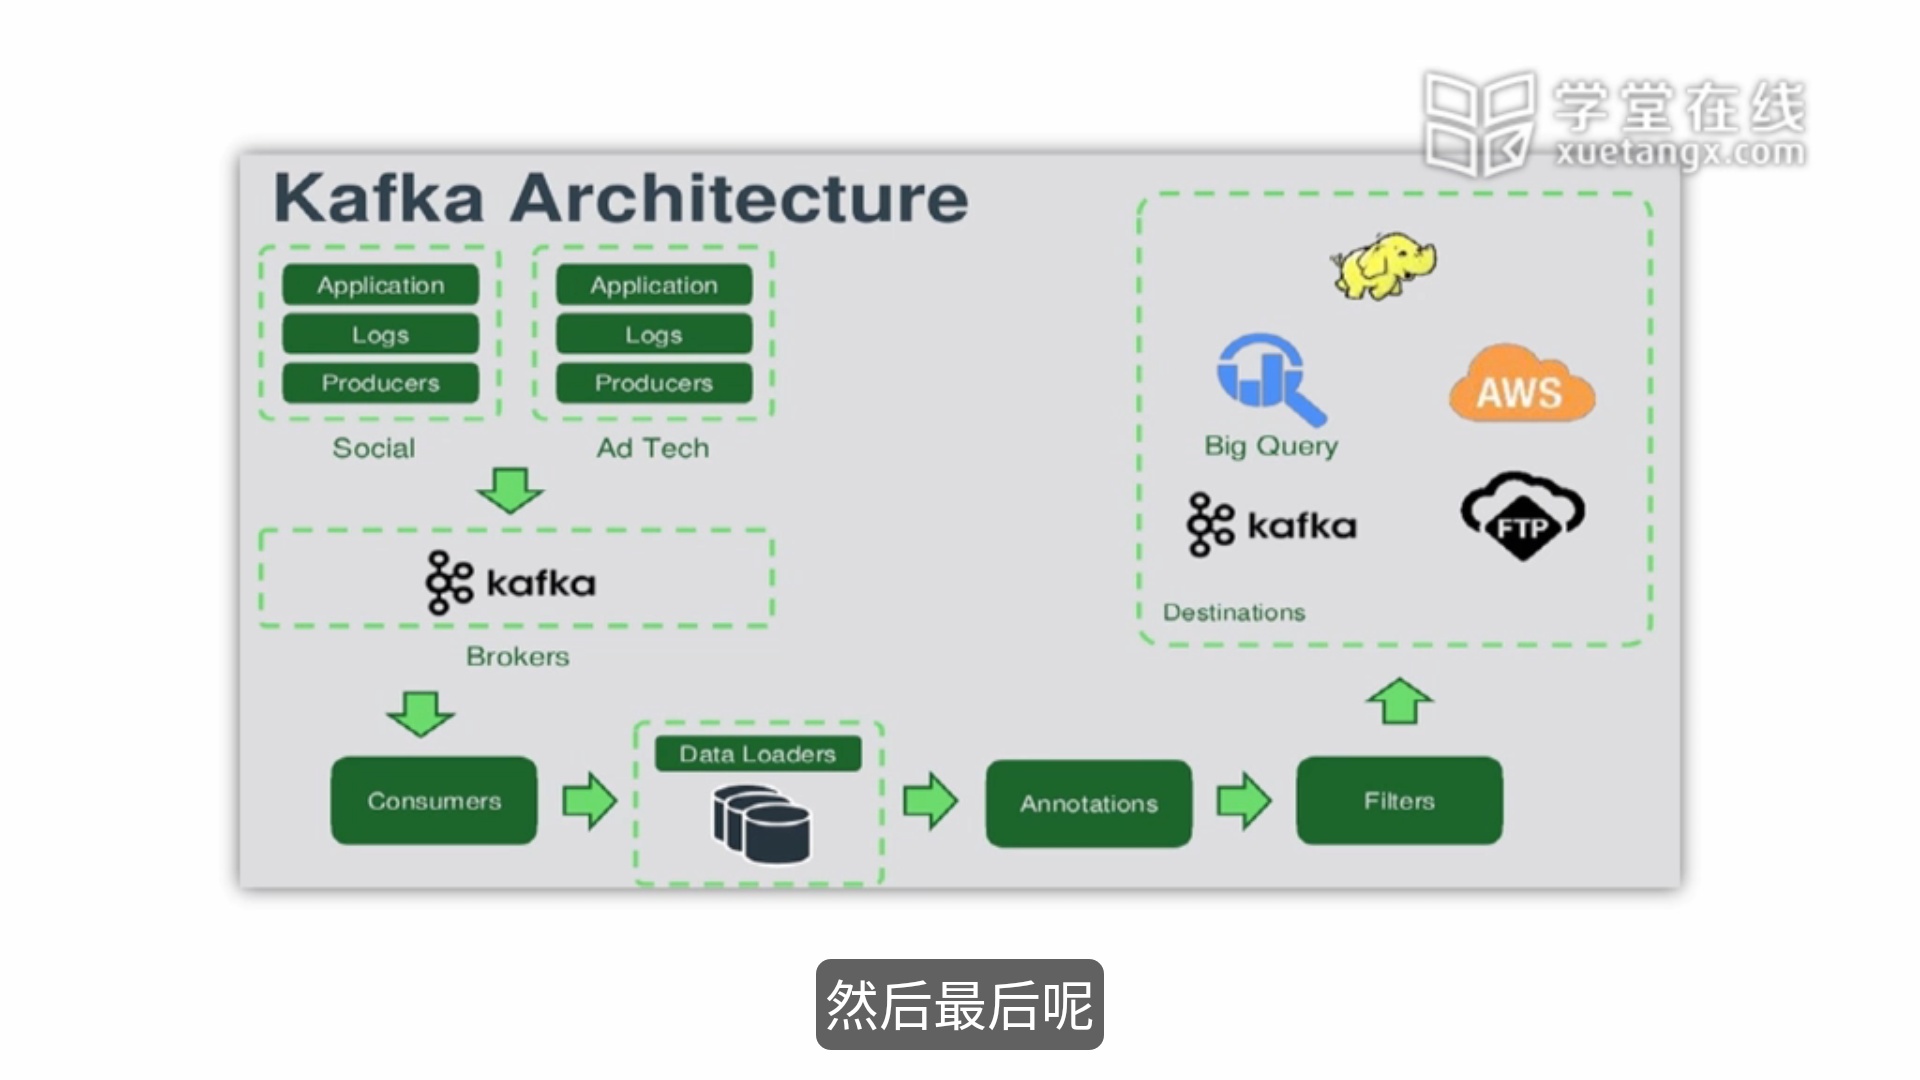 学堂在线
xuetangx.com
Kafka Architecture
Application
Logs
Producers
Social
Application
Logs
Producers
Ad Tech
kafka
Brokers
Consumers
Data Loaders
Annotations
Filters
AWS
Big Query
kafka
FTP
Destinations
然后最后呢